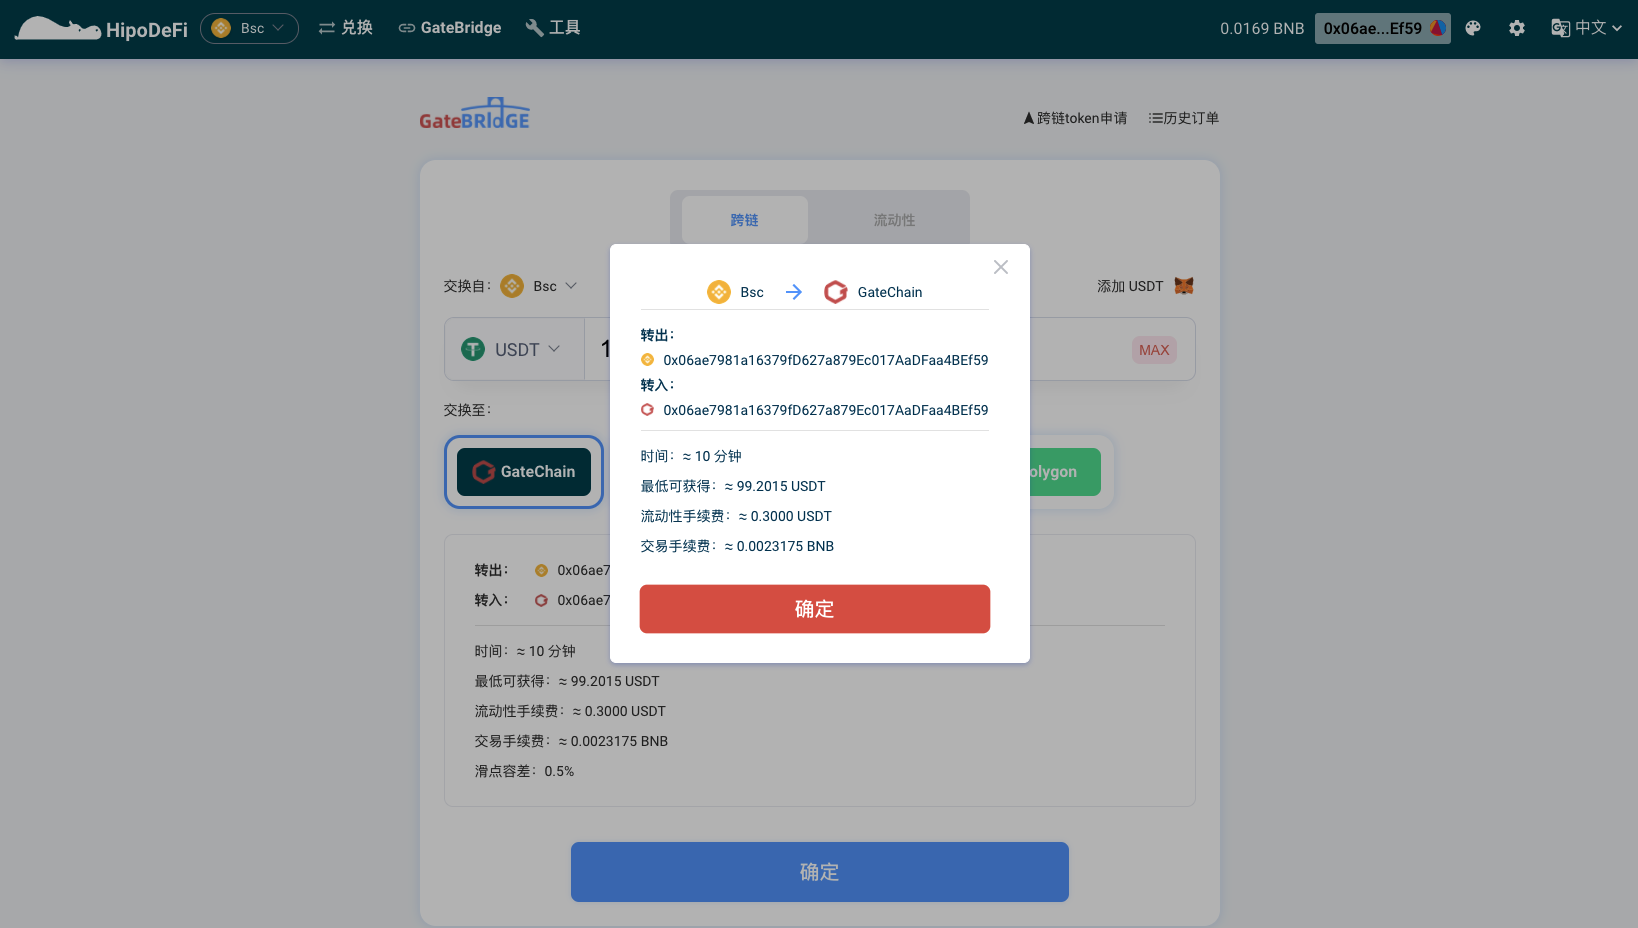 HipoDeFi Bsc 兑换 GateBridge 工具 0.0169 BNB 0x06ae...Ef59 中文
GateBRIdGE 跨链token申请 历史订单
跨链 流动性
交换自： Bsc 添加 USDT
USDT 1 MAX
交换至：
GateChain olygon
转出： 0x06ae7
转入： 0x06ae7
时间：≈ 10 分钟
最低可获得：≈ 99.2015 USDT
流动性手续费：≈ 0.3000 USDT
交易手续费：≈ 0.0023175 BNB
滑点容差：0.5%
确定
Bsc GateChain
转出：
0x06ae7981a16379fD627a879Ec017AaDFaa4BEf59
转入：
0x06ae7981a16379fD627a879Ec017AaDFaa4BEf59
时间：≈ 10 分钟
最低可获得：≈ 99.2015 USDT
流动性手续费：≈ 0.3000 USDT
交易手续费：≈ 0.0023175 BNB
确定